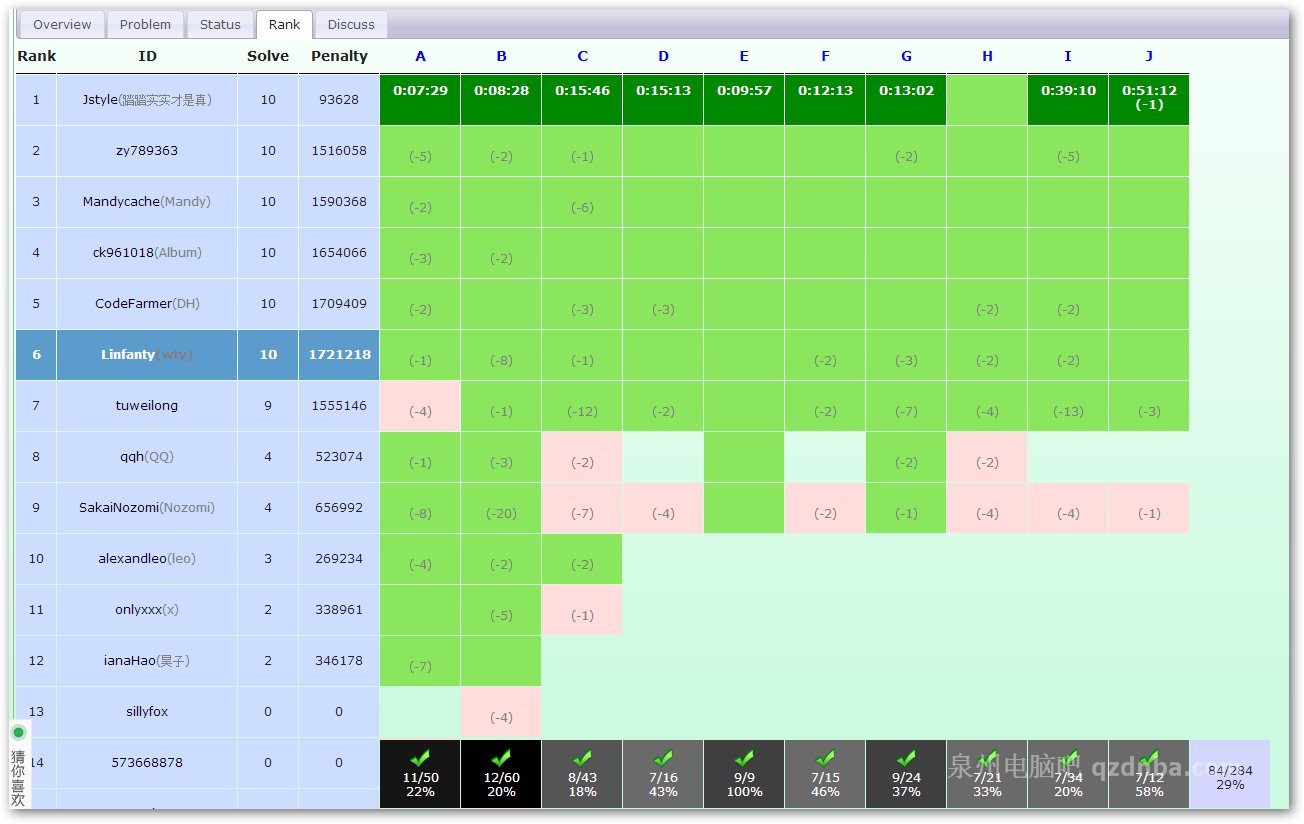 Overview Problem Status Rank Discuss
Rank ID Solve Penalty A B C D E F G H I J
1 Jstyle(踏踏实实才是真) 10 93628 0:07:29 0:08:28 0:15:46 0:15:13 0:09:57 0:12:13 0:13:02 0:39:10 0:51:12
(-1)
2 zy789363 10 1516058 (-5) (-2) (-1) (-2) (-5)
3 Mandycache(Mandy) 10 1590368 (-2) (-6)
4 ck961018(Album) 10 1654066 (-3) (-2)
5 CodeFarmer(DH) 10 1709409 (-2) (-3) (-3) (-2) (-2)
6 Linfanty(wty) 10 1721218 (-1) (-8) (-1) (-2) (-3) (-2) (-2)
7 tuweilong 9 1555146 (-4) (-1) (-12) (-2) (-2) (-7) (-4) (-13) (-3)
8 qqh(QQ) 4 523074 (-1) (-3) (-2) (-2) (-2)
9 SakaiNozomi(Nozomi) 4 656992 (-8) (-20) (-7) (-4) (-2) (-1) (-4) (-4) (-1)
10 alexandleo(leo) 3 269234 (-4) (-2) (-2)
11 onlyxxx(x) 2 338961 (-5) (-1)
12 ianaHao(昊子) 2 346178 (-7)
13 sillyfox 0 0 (-4)
14 573668878 0 0
11/50 12/60 8/43 7/16 9/9 7/15 9/24 7/21 7/34 7/12 84/284
22% 20% 18% 43% 100% 46% 37% 33% 20% 58% 29%
猜你喜欢
泉州电脑吧 qzdnba.com